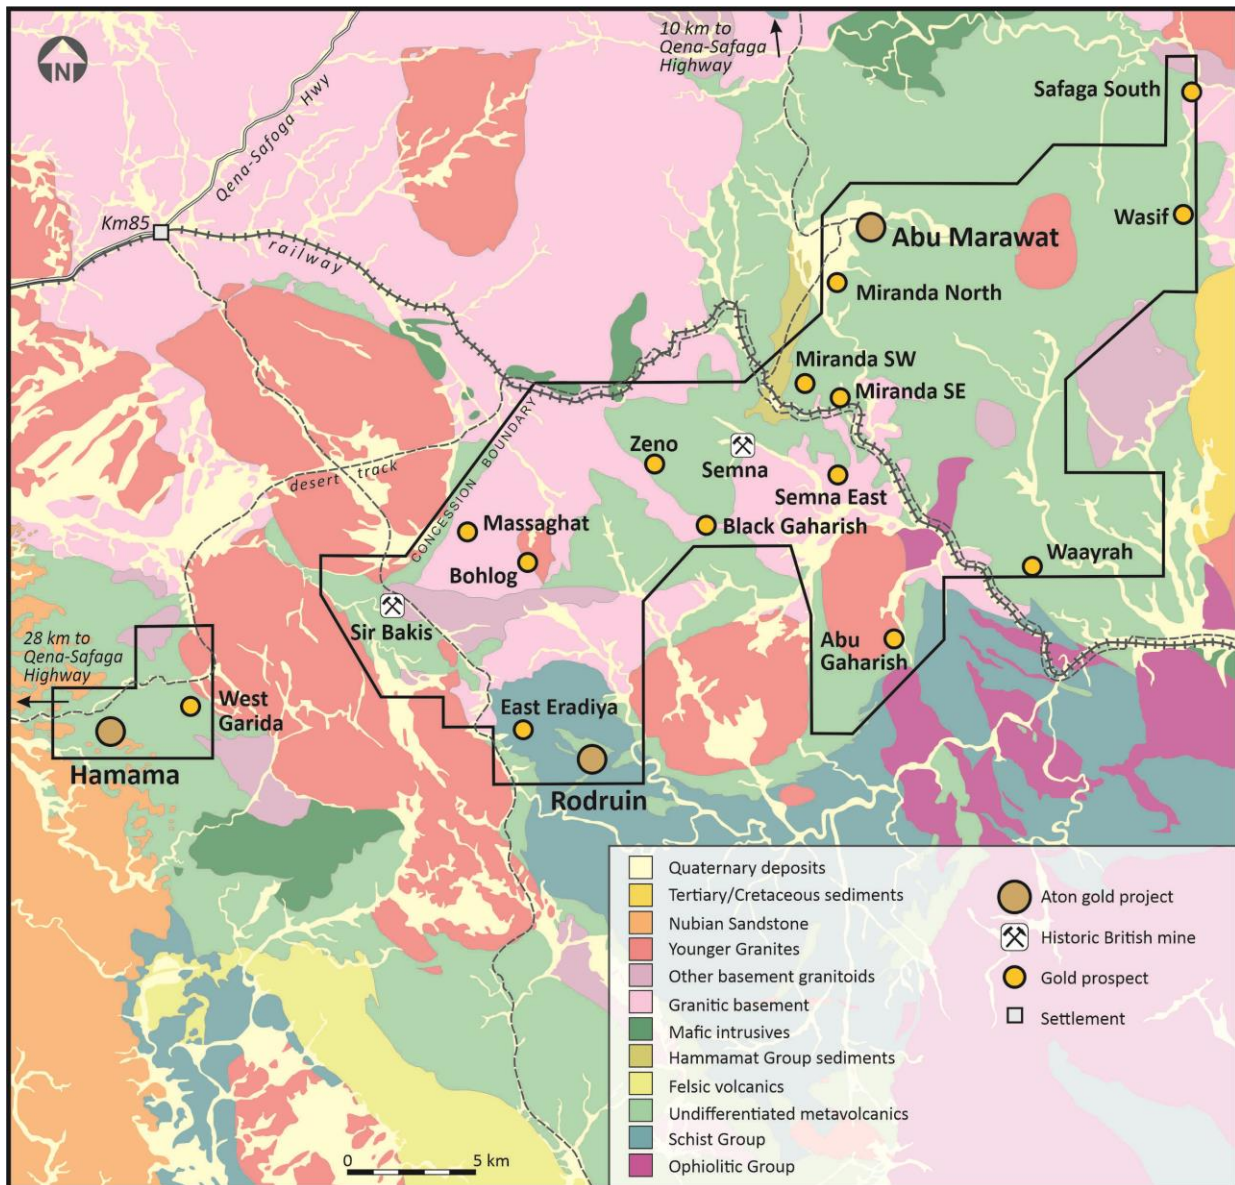 N
10 km to
Qena-Safaga
Highway
Safaga South
Qena-Safoga Hwy
Km85
railway
Wasif
Abu Marawat
Miranda North
Miranda SW
Miranda SE
CONCESSION BOUNDARY
Zeno
Semna
desert track
Semna East
Massaghat
Black Gaharish
Bohlog
Waayrah
Sir Bakis
28 km to
Qena-Safaga
Highway
Abu
Gaharish
West
Garida
East Eradiya
Hamama
Rodruin
Quaternary deposits
Tertiary/Cretaceous sediments
Nubian Sandstone
Younger Granites
Other basement granitoids
Granitic basement
Mafic intrusives
Hammamat Group sediments
Felsic volcanics
Undifferentiated metavolcanics
Schist Group
Ophiolitic Group
Aton gold project
Historic British mine
Gold prospect
Settlement
0 5 km